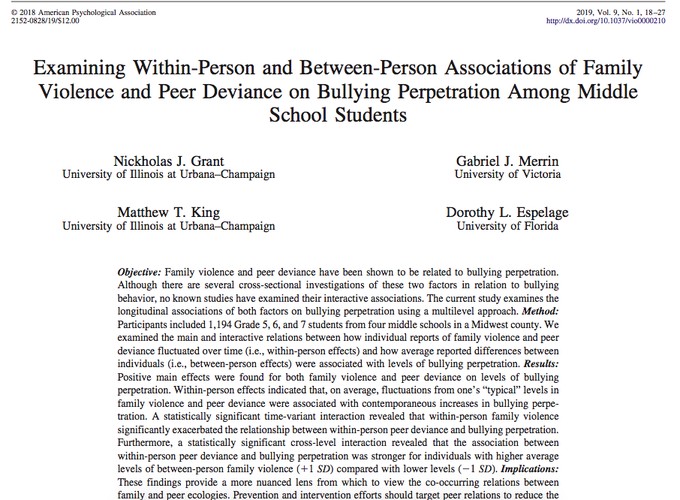 © 2018 American Psychological Association
2152-0828/19/$12.00
2019, Vol. 9, No. 1, 18–27
http://dx.doi.org/10.1037/vio0000210
Examining Within-Person and Between-Person Associations of Family
Violence and Peer Deviance on Bullying Perpetration Among Middle
School Students
Nickholas J. Grant
University of Illinois at Urbana–Champaign
Gabriel J. Merrin
University of Victoria
Matthew T. King
University of Illinois at Urbana–Champaign
Dorothy L. Espelage
University of Florida
Objective: Family violence and peer deviance have been shown to be related to bullying perpetration.
Although there are several cross-sectional investigations of these two factors in relation to bullying
behavior, no known studies have examined their interactive associations. The current study examines the
longitudinal associations of both factors on bullying perpetration using a multilevel approach. Method:
Participants included 1,194 Grade 5, 6, and 7 students from four middle schools in a Midwest county. We
examined the main and interactive relations between how individual reports of family violence and peer
deviance fluctuated over time (i.e., within-person effects) and how average reported differences between
individuals (i.e., between-person effects) were associated with levels of bullying perpetration. Results:
Positive main effects were found for both family violence and peer deviance on levels of bullying
perpetration. Within-person effects indicated that, on average, fluctuations from one's “typical” levels in
family violence and peer deviance were associated with contemporaneous increases in bullying perpe-
tration. A statistically significant time-variant interaction revealed that within-person family violence
significantly exacerbated the relationship between within-person peer deviance and bullying perpetration.
Furthermore, a statistically significant cross-level interaction revealed that the association between
within-person peer deviance and bullying perpetration was stronger for individuals with higher average
levels of between-person family violence (+1 SD) compared with lower levels (−1 SD). Implications:
These findings provide a more nuanced lens from which to view the co-occurring relations between
family and peer ecologies. Prevention and intervention efforts should target peer relations to reduce the